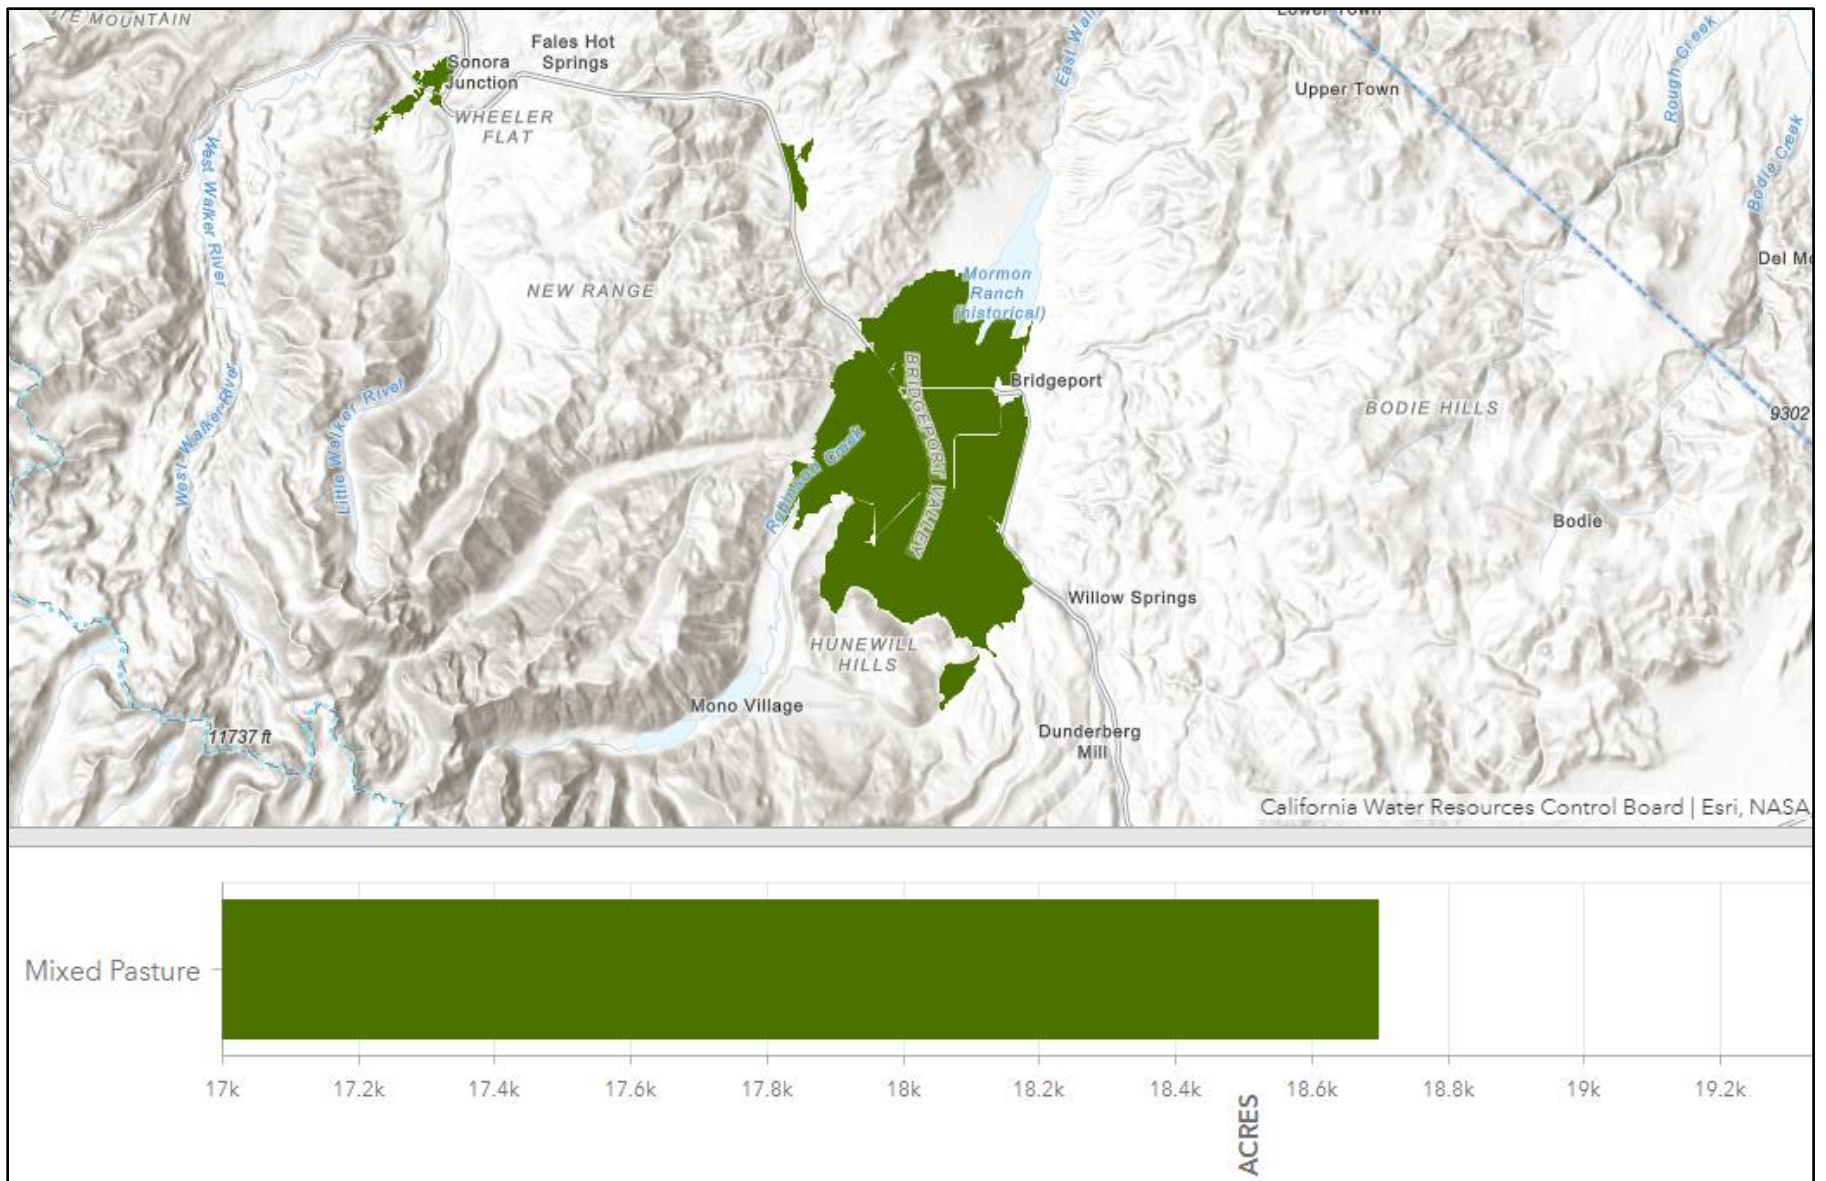 TE MOUNTAIN
Sonora
Junction
Fales Hot
Springs
WHEELER
FLAT
East Wal
Upper Town
Rough Creek
Bodie Creek
West Walker River
NEW RANGE
Mormon
Ranch
(historical)
Del Mo
Bridgeport
BRIDGEPORT VALLEY
BODIE HILLS
9302
West Walker River
Little Walker River
Robinson Creek
Bodie
Willow Springs
HUNEWILL
HILLS
Mono Village
11737 ft
Dunderberg
Mill
California Water Resources Control Board | Esri, NASA,
Mixed Pasture
17k 17.2k 17.4k 17.6k 17.8k 18k 18.2k 18.4k 18.6k 18.8k 19k 19.2k
ACRES